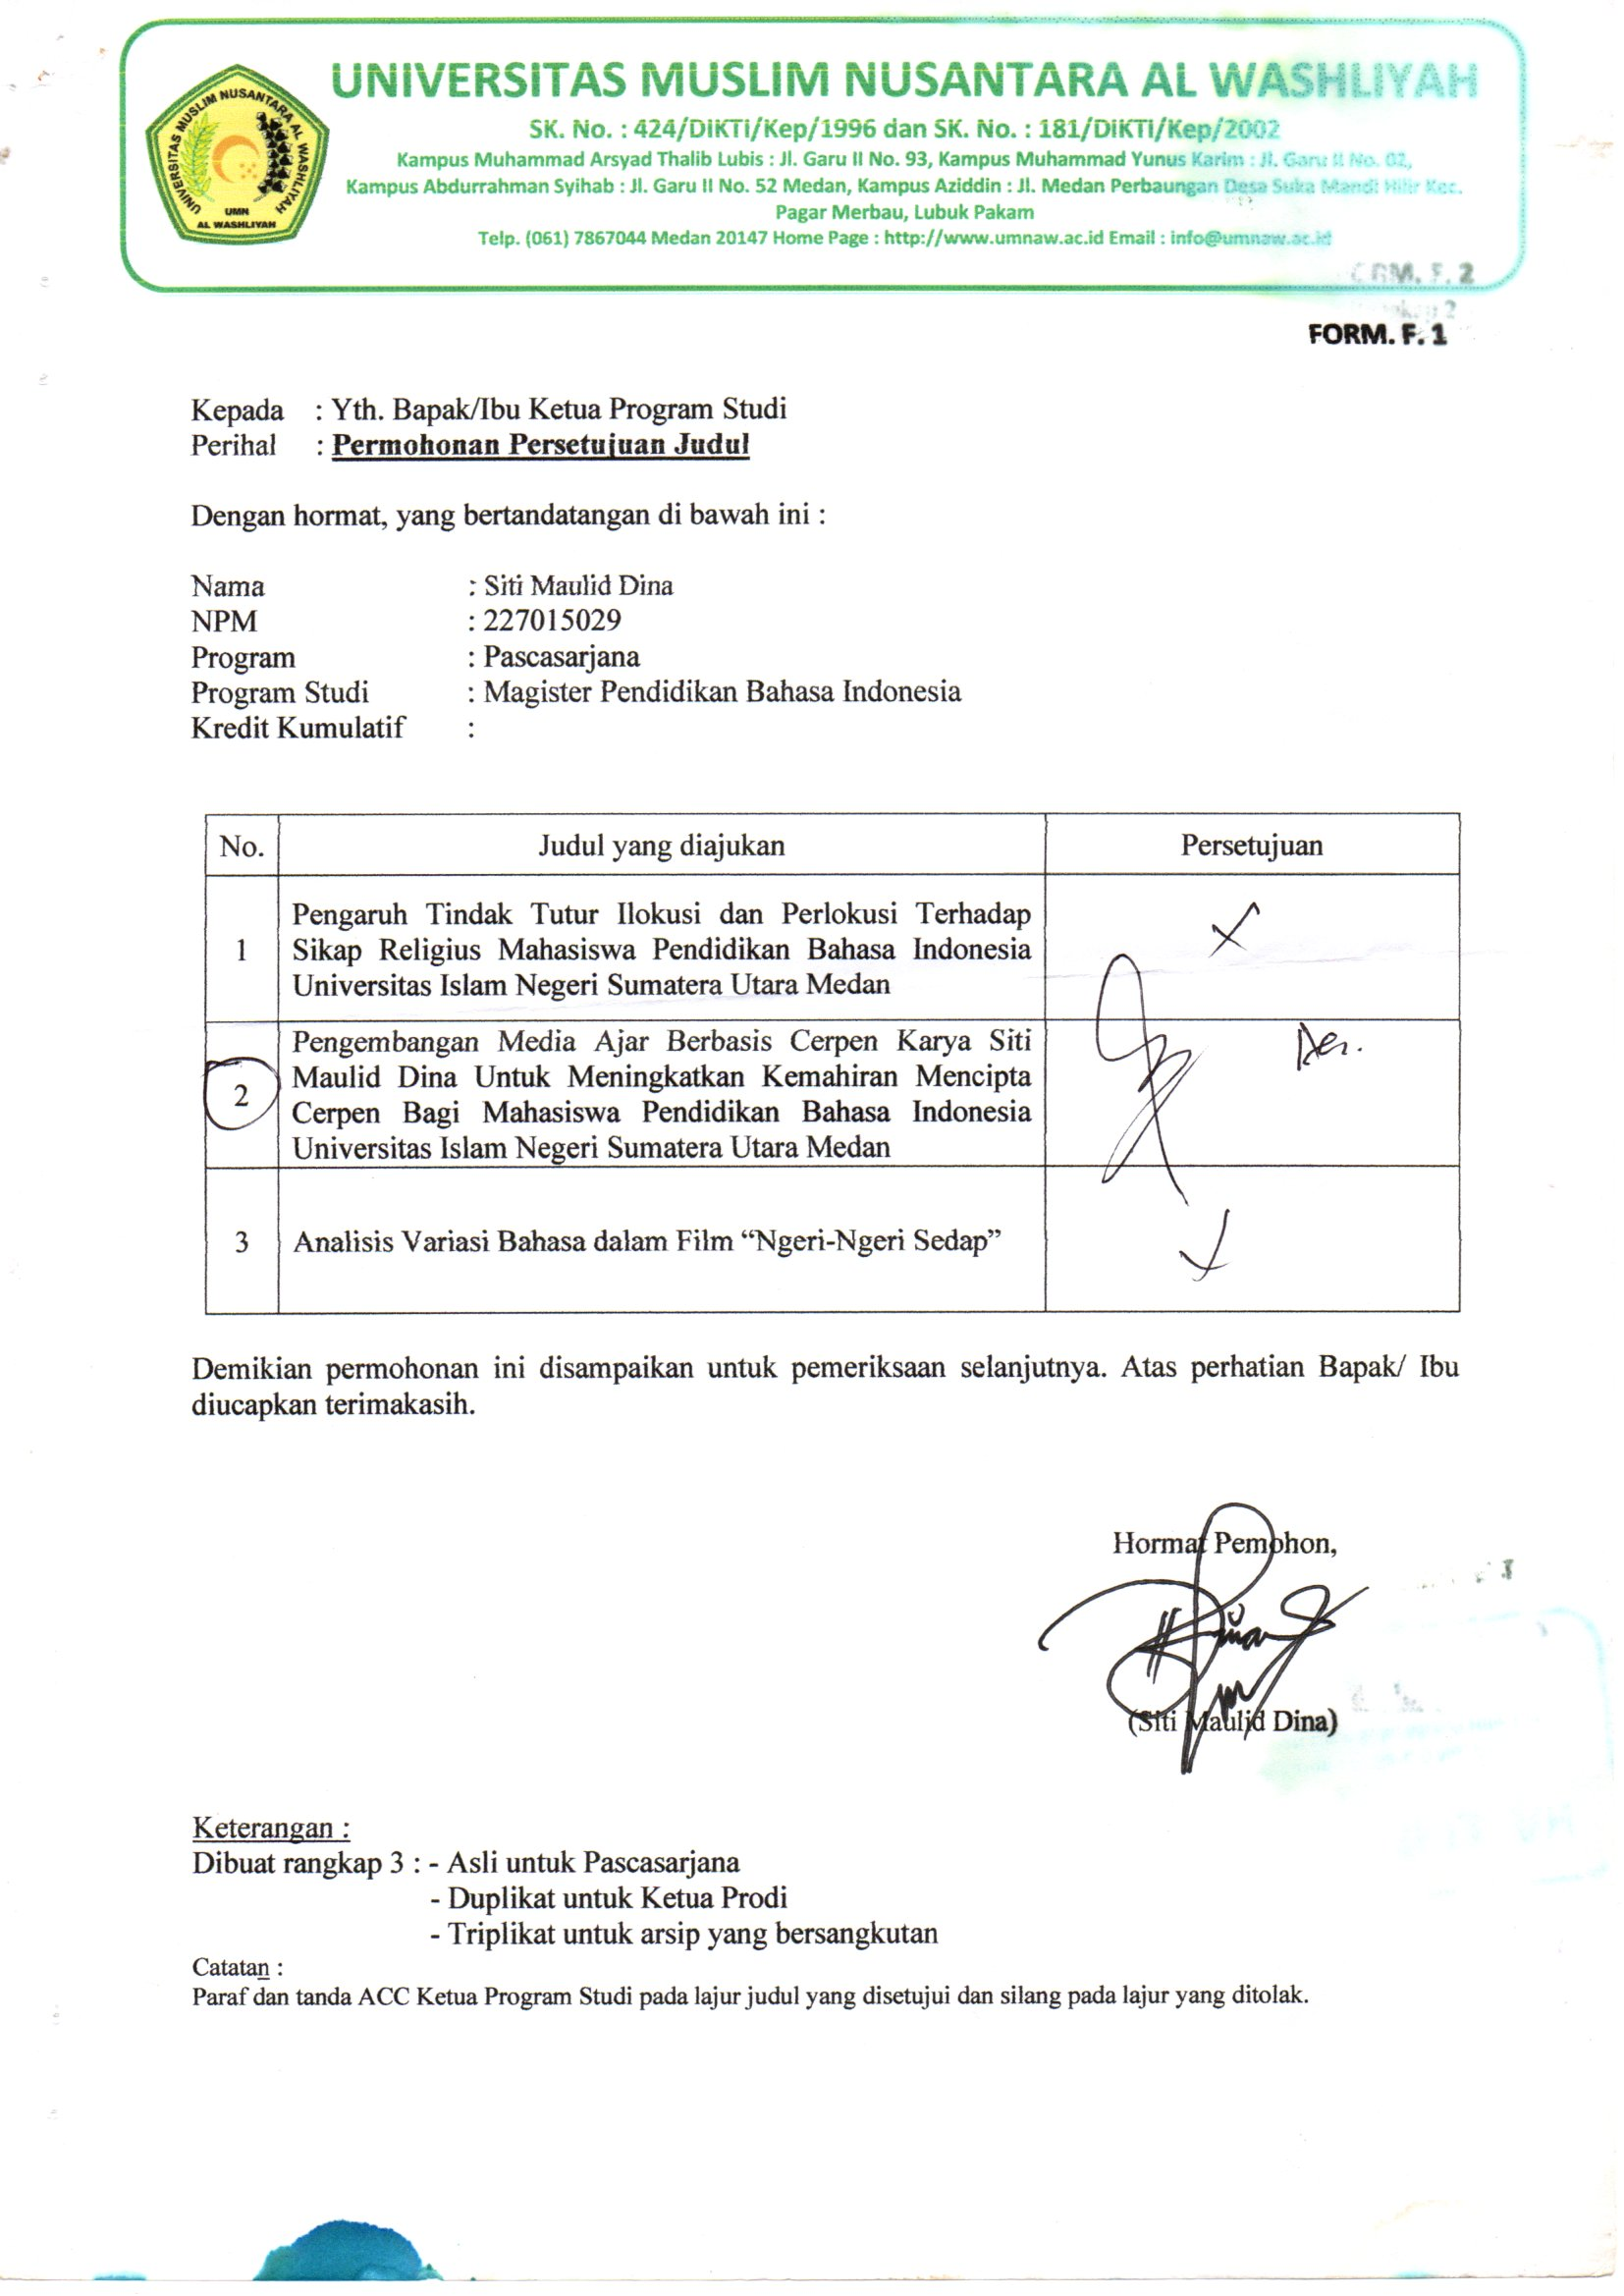 UNIVERSITAS MUSLIM NUSANTARA AL WASHLIYAH
SK. No. : 424/DIKTI/Kep/1996 dan SK. No. : 181/DIKTI/Kep/2002
Kampus Muhammad Arsyad Thalib Lubis : Jl. Garu II No. 93, Kampus Muhammad Yunus Karim : Jl. Garu II No. 02,
Kampus Abdurrahman Syihab : Jl. Garu II No. 52 Medan, Kampus Aziddin : Jl. Medan Perbaungan Desa Suka Mandi Hilir Kec.
Pagar Merbau, Lubuk Pakam
Telp. (061) 7867044 Medan 20147 Home Page : http://www.umnaw.ac.id Email : info@umnaw.ac.id
UNIVERSITAS MUSLIM NUSANTARA AL WASHLIYAH
UMN
AL WASHLIYAH
FORM. F. 1
Kepada : Yth. Bapak/Ibu Ketua Program Studi
Perihal : Permohonan Persetujuan Judul
Dengan hormat, yang bertandatangan di bawah ini :
Nama : Siti Maulid Dina
NPM : 227015029
Program : Pascasarjana
Program Studi : Magister Pendidikan Bahasa Indonesia
Kredit Kumulatif :
No. Judul yang diajukan Persetujuan
1 Pengaruh Tindak Tutur Ilokusi dan Perlokusi Terhadap
Sikap Religius Mahasiswa Pendidikan Bahasa Indonesia
Universitas Islam Negeri Sumatera Utara Medan
2 Pengembangan Media Ajar Berbasis Cerpen Karya Siti
Maulid Dina Untuk Meningkatkan Kemahiran Mencipta
Cerpen Bagi Mahasiswa Pendidikan Bahasa Indonesia
Universitas Islam Negeri Sumatera Utara Medan
3 Analisis Variasi Bahasa dalam Film “Ngeri-Ngeri Sedap”
Demikian permohonan ini disampaikan untuk pemeriksaan selanjutnya. Atas perhatian Bapak/ Ibu
diucapkan terimakasih.
Hormat Pemohon,
(Siti Maulid Dina)
Keterangan :
Dibuat rangkap 3 : - Asli untuk Pascasarjana
- Duplikat untuk Ketua Prodi
- Triplikat untuk arsip yang bersangkutan
Catatan :
Paraf dan tanda ACC Ketua Program Studi pada lajur judul yang disetujui dan silang pada lajur yang ditolak.